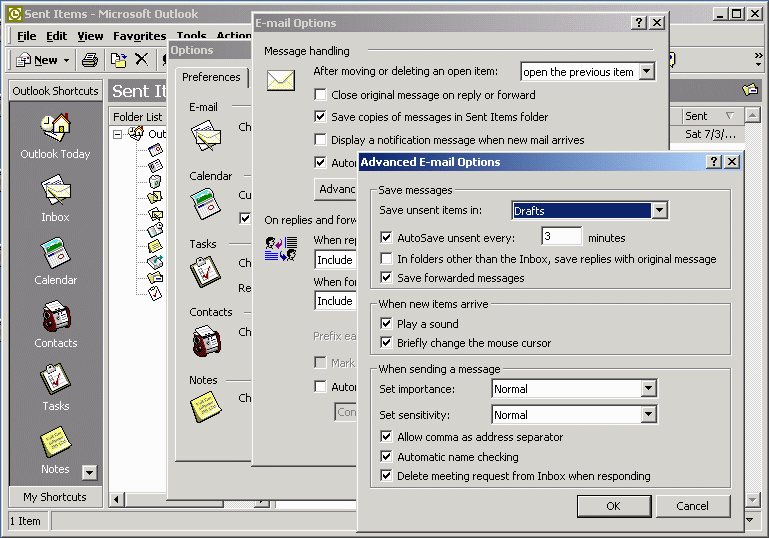 Sent Items - Microsoft Outlook
File Edit View Favorites Tools Actions
New
Outlook Shortcuts
Outlook Today
Inbox
Calendar
Contacts
Tasks
Notes
My Shortcuts
1 Item
Sent It
Folder List
Outl
Sent
Sat 7/3/...
Options
Preferences
E-mail
Ch
Calendar
Cu
Tasks
Ch
Re
Contacts
Ch
Notes
Ch
E-mail Options
Message handling
After moving or deleting an open item: open the previous item
Close original message on reply or forward
Save copies of messages in Sent Items folder
Display a notification message when new mail arrives
Auto
Advanc
On replies and forw
When rep
Include
When for
Include
Prefix ea
Mark
Auto
Con
Advanced E-mail Options
Save messages
Save unsent items in: Drafts
AutoSave unsent every: 3 minutes
In folders other than the Inbox, save replies with original message
Save forwarded messages
When new items arrive
Play a sound
Briefly change the mouse cursor
When sending a message
Set importance: Normal
Set sensitivity: Normal
Allow comma as address separator
Automatic name checking
Delete meeting request from Inbox when responding
OK Cancel